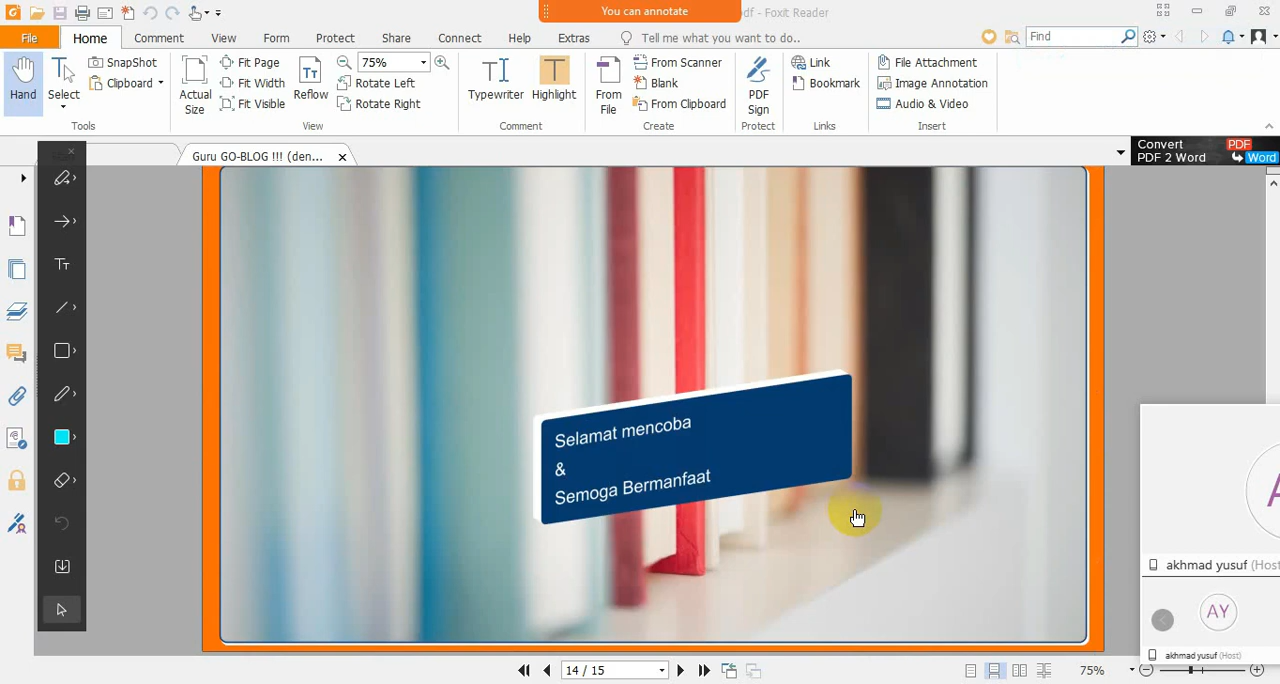 You can annotate
pdf - Foxit Reader
File Home Comment View Form Protect Share Connect Help Extras Tell me what you want to do.. Find
Hand
Select
SnapShot
Clipboard
Tools
Actual Size
Fit Page
Fit Width
Fit Visible
Reflow
75%
Rotate Left
Rotate Right
View
Typewriter
Highlight
Comment
From File
From Scanner
Blank
From Clipboard
Create
PDF Sign
Protect
Link
Bookmark
Links
File Attachment
Image Annotation
Audio & Video
Insert
Guru GO-BLOG !!! (den...
Convert PDF
PDF 2 Word Word
Selamat mencoba
&
Semoga Bermanfaat
akhmad yusuf (Host
AY
akhmad yusuf (Host)
14 / 15
75%